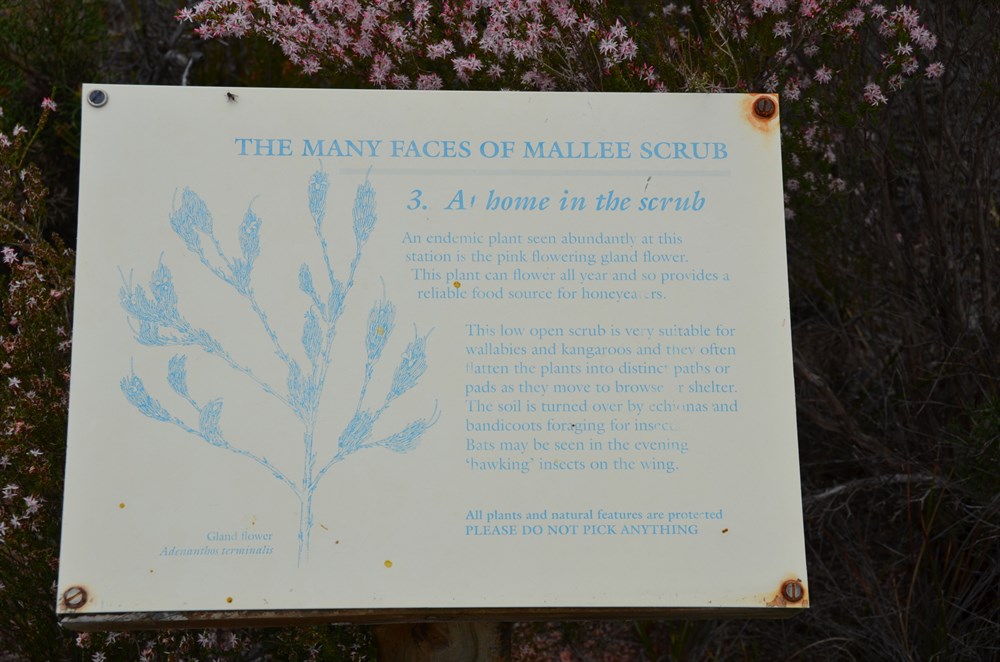 THE MANY FACES OF MALLEE SCRUB
3. At home in the scrub
An endemic plant seen abundantly at this
station is the pink flowering gland flower.
This plant can flower all year and so provides a
reliable food source for
This low open scrub is very suitable for
wallabies and kangaroos and they often
flatten the plants into distinct paths or
pads as they move to browse shelter.
The soil is turned over by echidnas and
bandicoots foraging for
Bats may be seen in the evening
'hawking' insects on the wing.
All plants and natural features are protected
PLEASE DO NOT PICK ANYTHING
Gland flower
Adenanthos terminalis